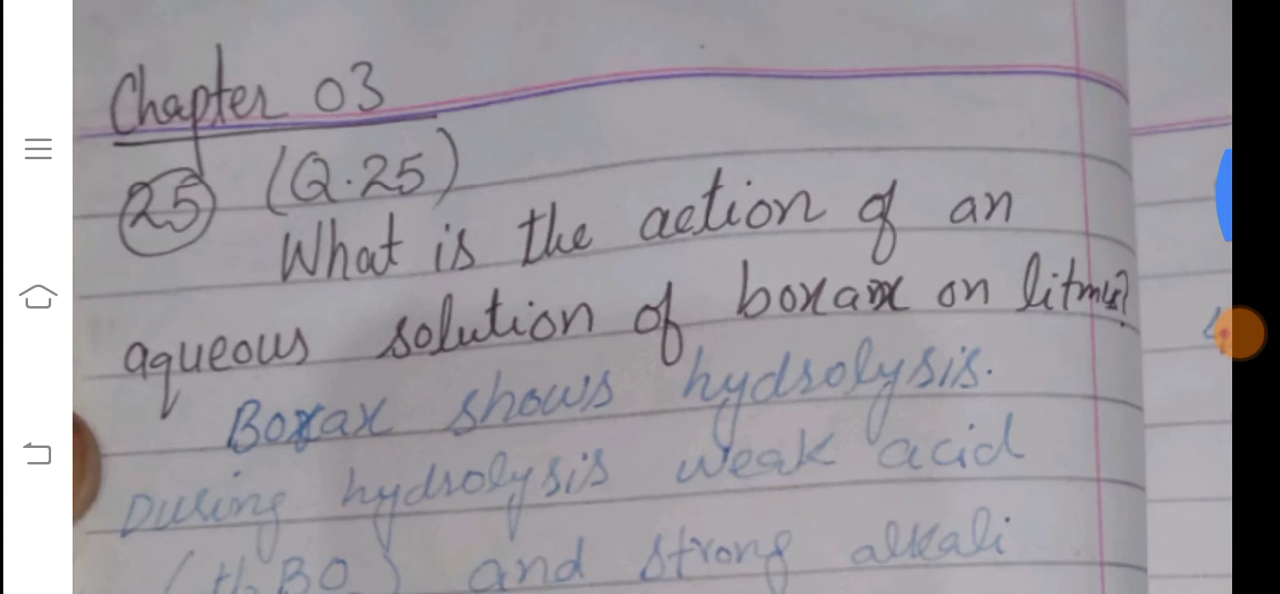 Chapter 03
25 (Q.25)
What is the action of an
aqueous solution of borax on litmus?
Borax shows hydrolysis.
During hydrolysis weak acid
(H3BO3) and strong alkali